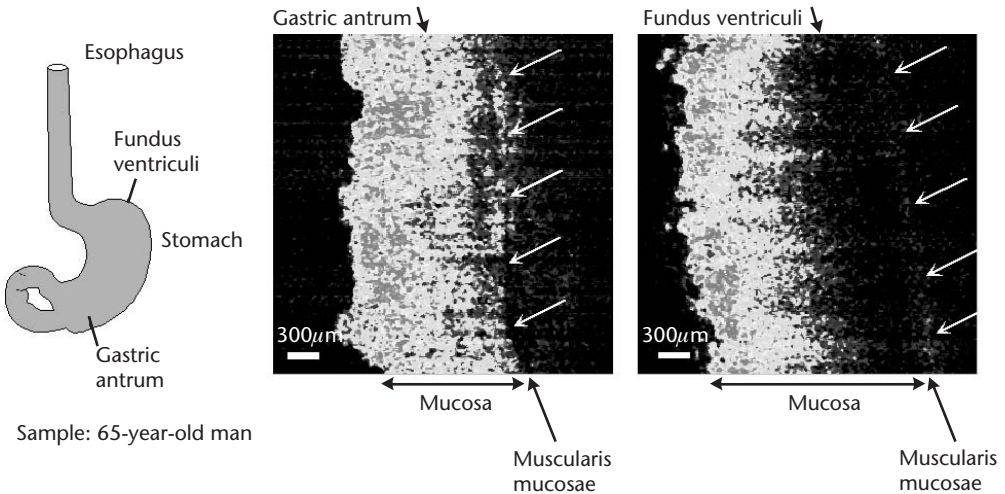 Esophagus
Fundus
ventriculi
Stomach
Gastric
antrum
Sample: 65-year-old man
Gastric antrum
300μm
Mucosa
Muscularis
mucosae
Fundus ventriculi
300μm
Mucosa
Muscularis
mucosae